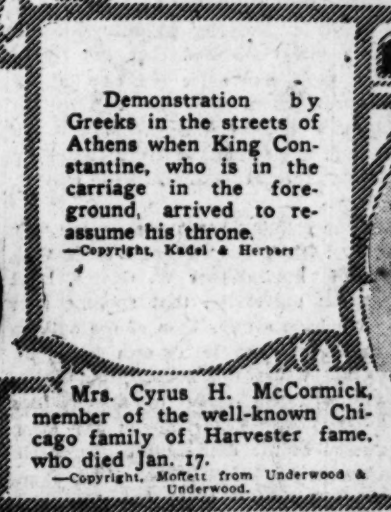 Demonstration by
Greeks in the streets of
Athens when King Con-
stantine, who is in the
carriage in the fore-
ground, arrived to re-
assume his throne.
—Copyright, Kadel & Herbert
Mrs. Cyrus H. McCormick,
member of the well-known Chi-
cago family of Harvester fame,
who died Jan. 17.
—Copyright, Moffett from Underwood &
Underwood.